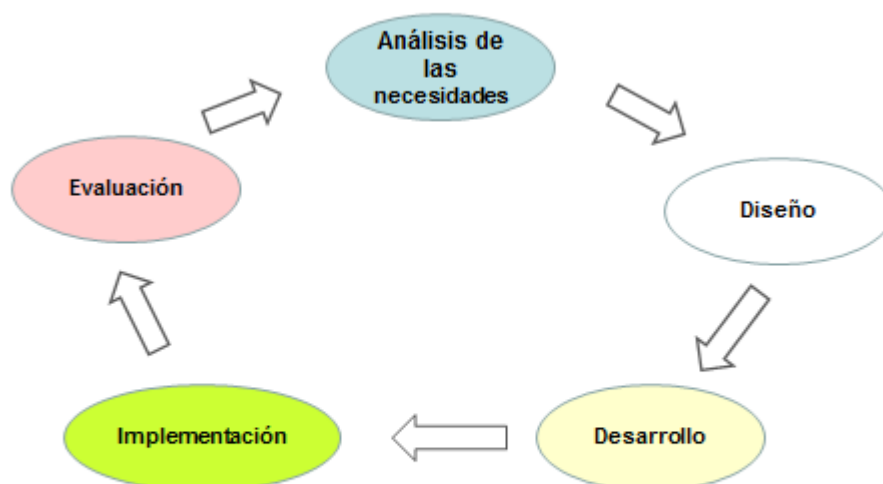 Análisis de
las
necesidades
Evaluación
Diseño
Implementación
Desarrollo